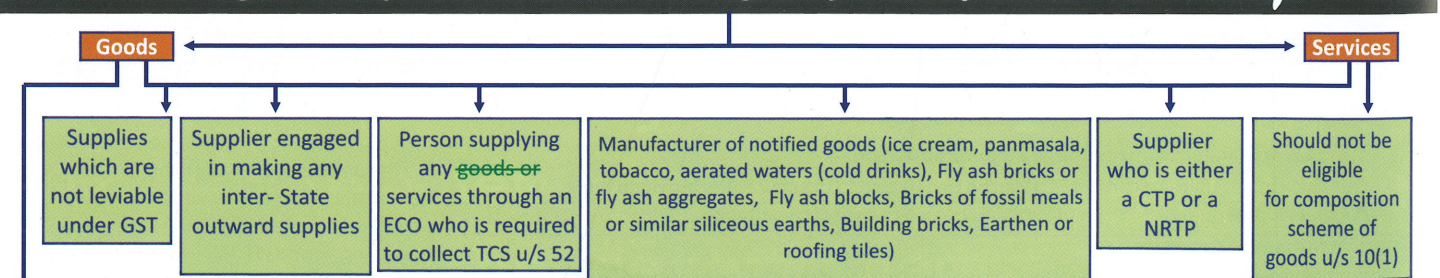 Goods
Services
Supplies
which are
not leviable
under GST
Supplier engaged
in making any
inter- State
outward supplies
Person supplying
any goods or
services through an
ECO who is required
to collect TCS u/s 52
Manufacturer of notified goods (ice cream, panmasala,
tobacco, aerated waters (cold drinks), Fly ash bricks or
fly ash aggregates, Fly ash blocks, Bricks of fossil meals
or similar siliceous earths, Building bricks, Earthen or
roofing tiles)
Supplier
who is either
a CTP or a
NRTP
Should not be
eligible
for composition
scheme of
goods u/s 10(1)